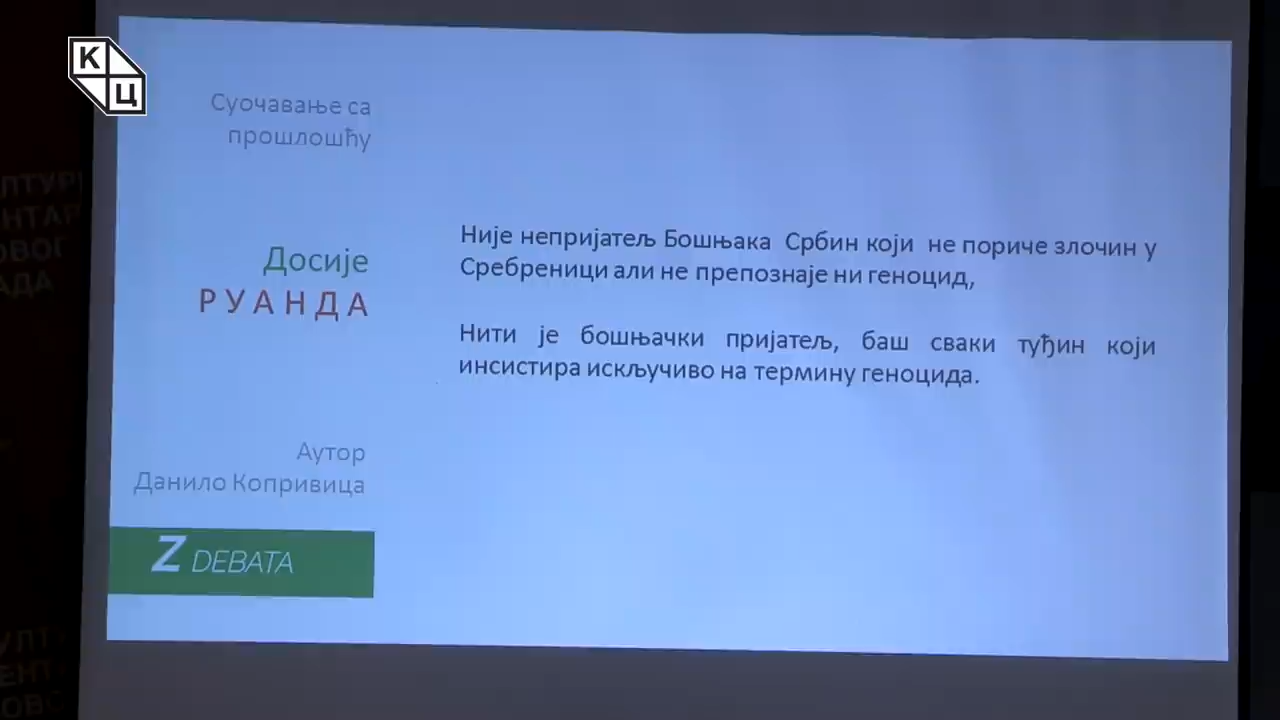 К
Ц
Суочавање са
прошлошћу
Досије
РУАНДА
Није непријатељ Бошњака Србин који не пориче злочин у
Сребреници али не препознаје ни геноцид,
Нити је бошњачки пријатељ, баш сваки туђин који
инсистира искључиво на термину геноцида.
Аутор
Данило Копривица
Z DEBATA